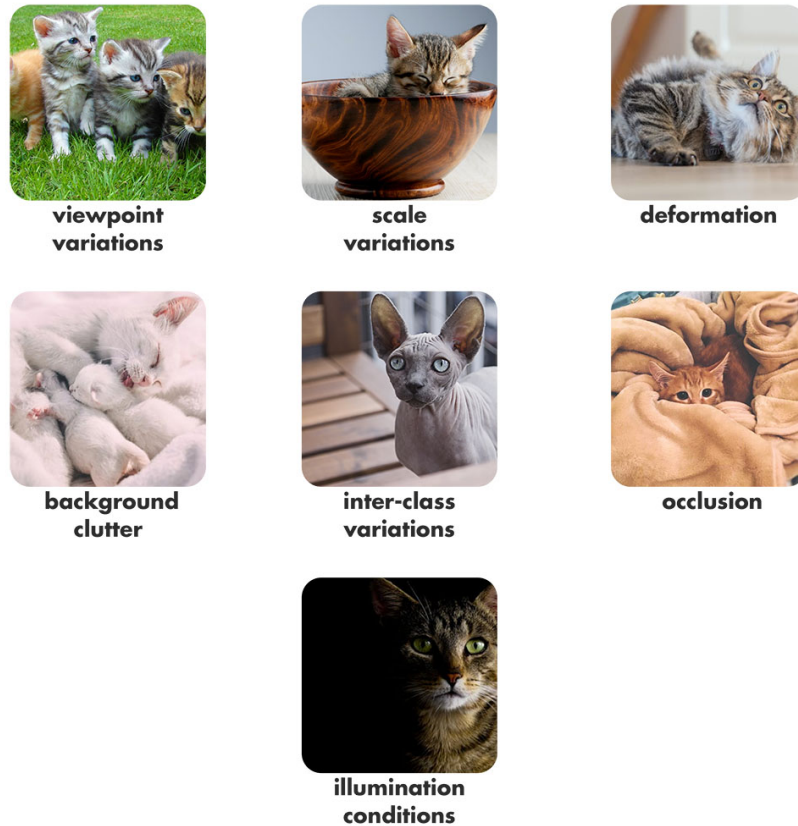 viewpoint
variations
scale
variations
deformation
background
clutter
inter-class
variations
occlusion
illumination
conditions